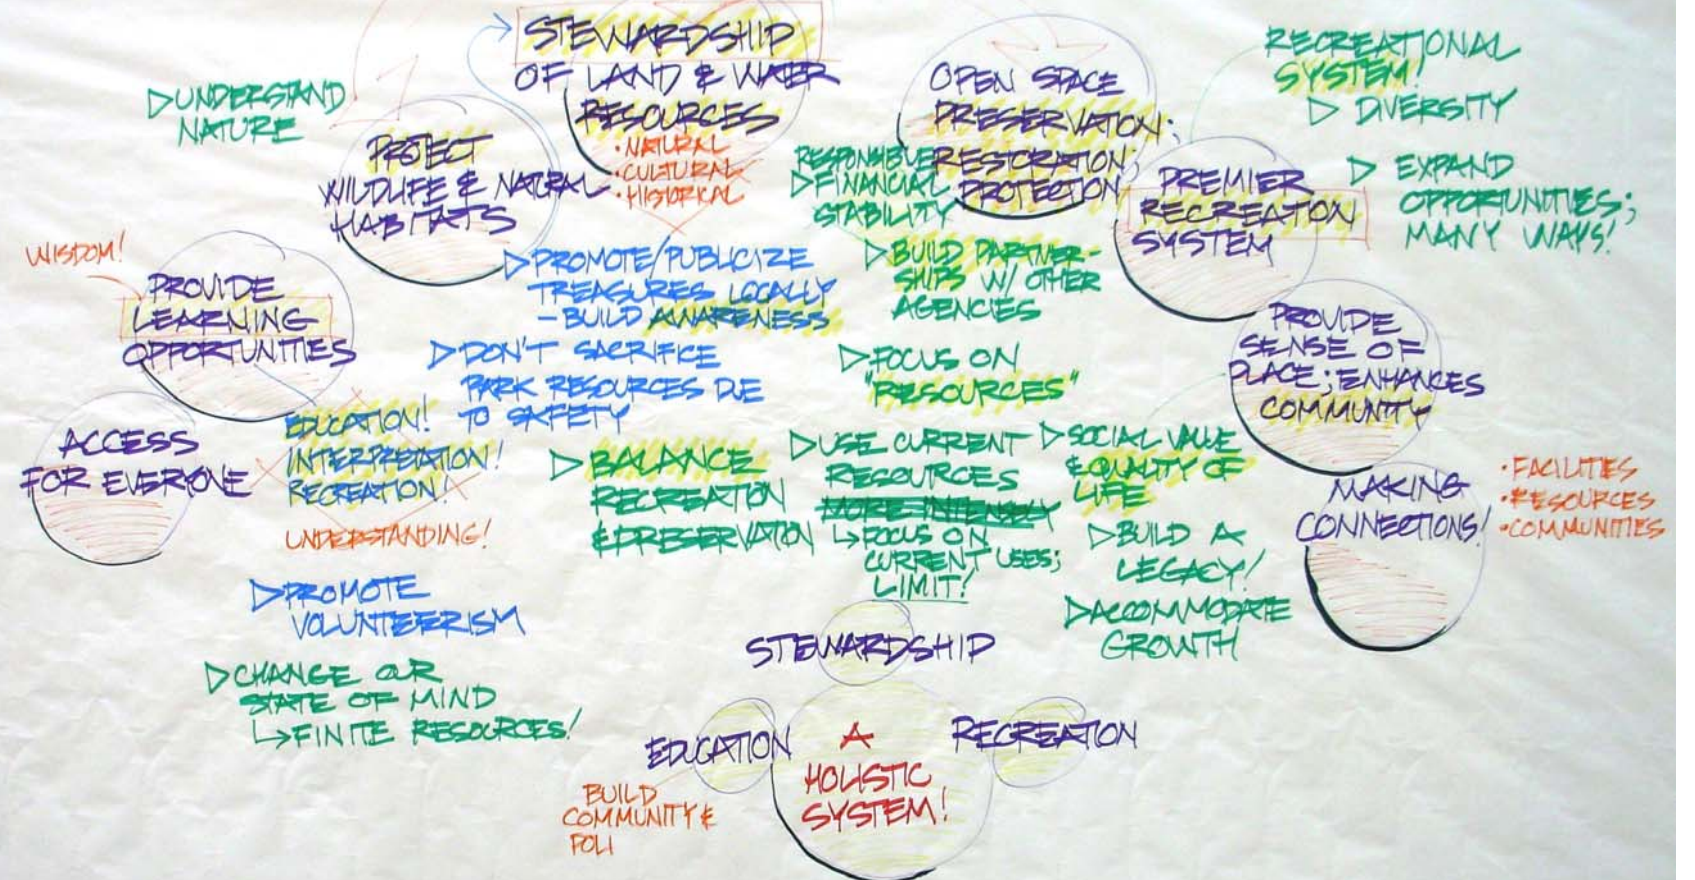 STEWARDSHIP
OF LAND & WATER
RESOURCES
• NATURAL
• CULTURAL
• HISTORICAL
▷ UNDERSTAND
NATURE
PROTECT
WILDLIFE & NATURAL
HABITATS
OPEN SPACE
PRESERVATION;
RESTORATION;
PROTECTION
RESPONSIBLE
▷ FINANCIAL
STABILITY
RECREATIONAL
SYSTEM!
▷ DIVERSITY
▷ EXPAND
OPPORTUNITIES;
MANY WAYS!
PREMIER
RECREATION
SYSTEM
WISDOM!
PROVIDE
LEARNING
OPPORTUNITIES
▷ PROMOTE/PUBLICIZE
TREASURES LOCALLY
- BUILD AWARENESS
▷ BUILD PARTNER-
SHIPS W/ OTHER
AGENCIES
▷ DON'T SACRIFICE
PARK RESOURCES DUE
TO SAFETY
▷ FOCUS ON
"RESOURCES"
PROVIDE
SENSE OF
PLACE; ENHANCES
COMMUNITY
ACCESS
FOR EVERYONE
EDUCATION!
INTERPRETATION!
RECREATION!
UNDERSTANDING!
▷ BALANCE
RECREATION
& PRESERVATION
▷ USE CURRENT
RESOURCES
MORE INTENSELY
↳ FOCUS ON
CURRENT USES;
LIMIT!
▷ SOCIAL VALUE
& QUALITY OF
LIFE
▷ BUILD A
LEGACY!
▷ ACCOMMODATE
GROWTH
MAKING
CONNECTIONS!
• FACILITIES
• RESOURCES
• COMMUNITIES
▷ PROMOTE
VOLUNTEERISM
▷ CHANGE OUR
STATE OF MIND
↳ FINITE RESOURCES!
STEWARDSHIP
EDUCATION
RECREATION
A
HOLISTIC
SYSTEM!
BUILD
COMMUNITY &
POLI